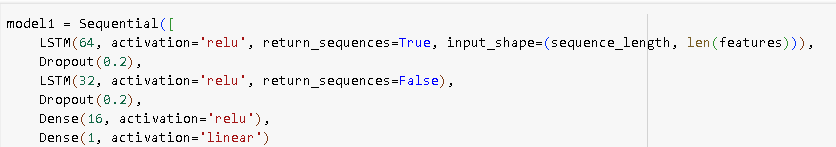 model1 = Sequential([
    LSTM(64, activation='relu', return_sequences=True, input_shape=(sequence_length, len(features))),
    Dropout(0.2),
    LSTM(32, activation='relu', return_sequences=False),
    Dropout(0.2),
    Dense(16, activation='relu'),
    Dense(1, activation='linear')